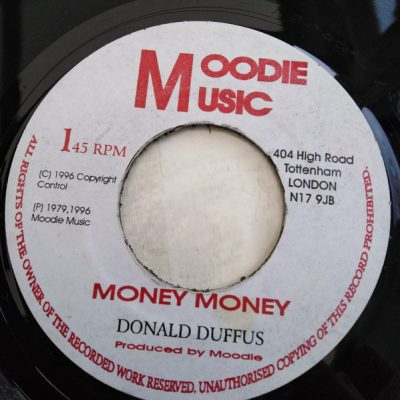 MOODIE
MUSIC
1 45 RPM
(C) 1996 Copyright
Control
(P) 1979,1996
Moodie Music
404 High Road
Tottenham
LONDON
N17 9JB
MONEY MONEY
DONALD DUFFUS
Produced by Moodie
ALL RIGHTS OF THE OWNER OF THE RECORDED WORK RESERVED. UNAUTHORISED COPYING OF THIS RECORD PROHIBITED.